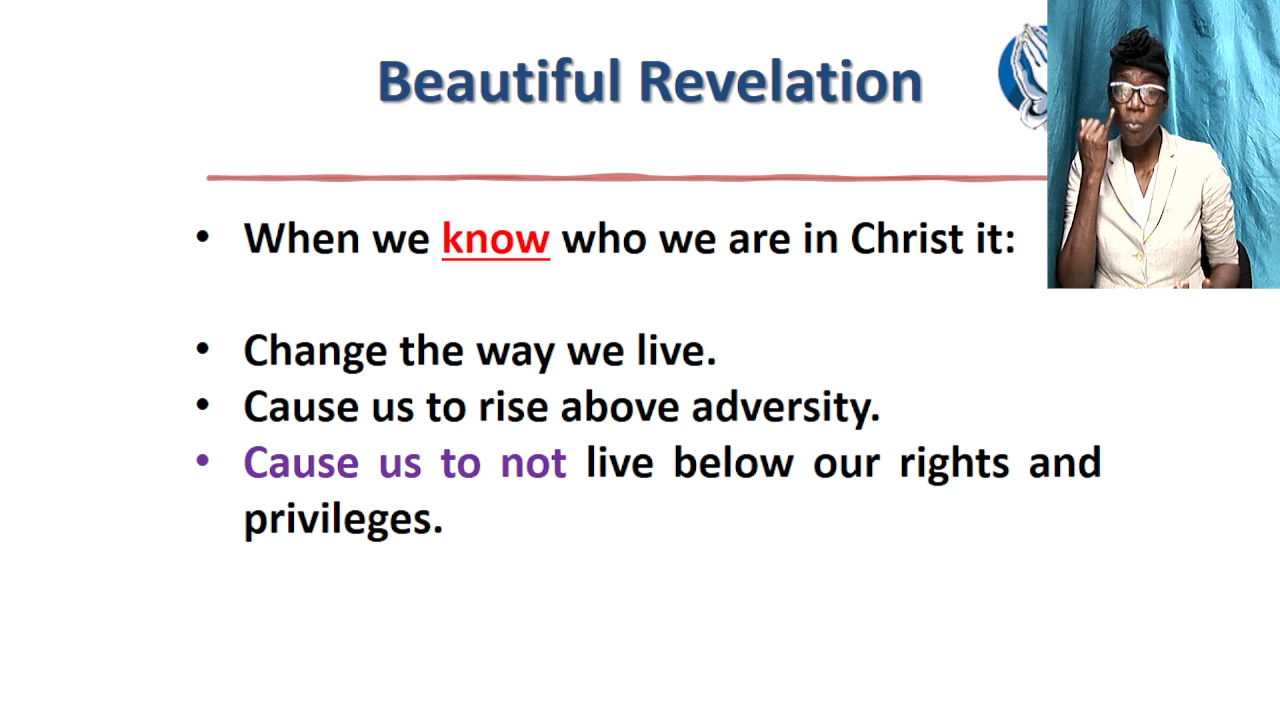 Beautiful Revelation
• When we know who we are in Christ it:
• Change the way we live.
• Cause us to rise above adversity.
• Cause us to not live below our rights and
privileges.